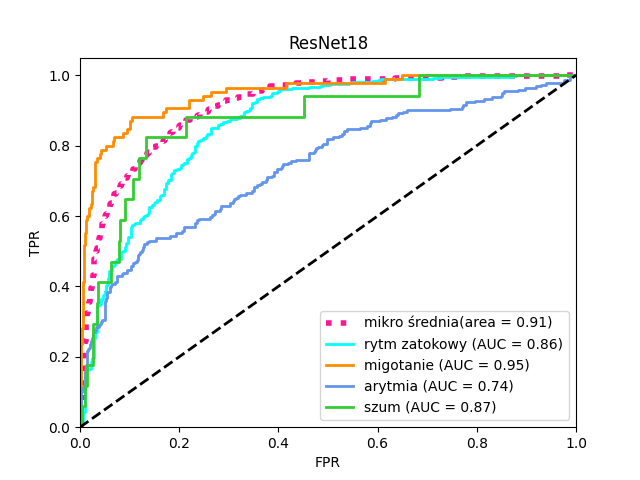 ResNet18
TPR
1.0
0.8
0.6
0.4
0.2
0.0
mikro średnia(area = 0.91)
rytm zatokowy (AUC = 0.86)
migotanie (AUC = 0.95)
arytmia (AUC = 0.74)
szum (AUC = 0.87)
0.0 0.2 0.4 0.6 0.8 1.0
FPR